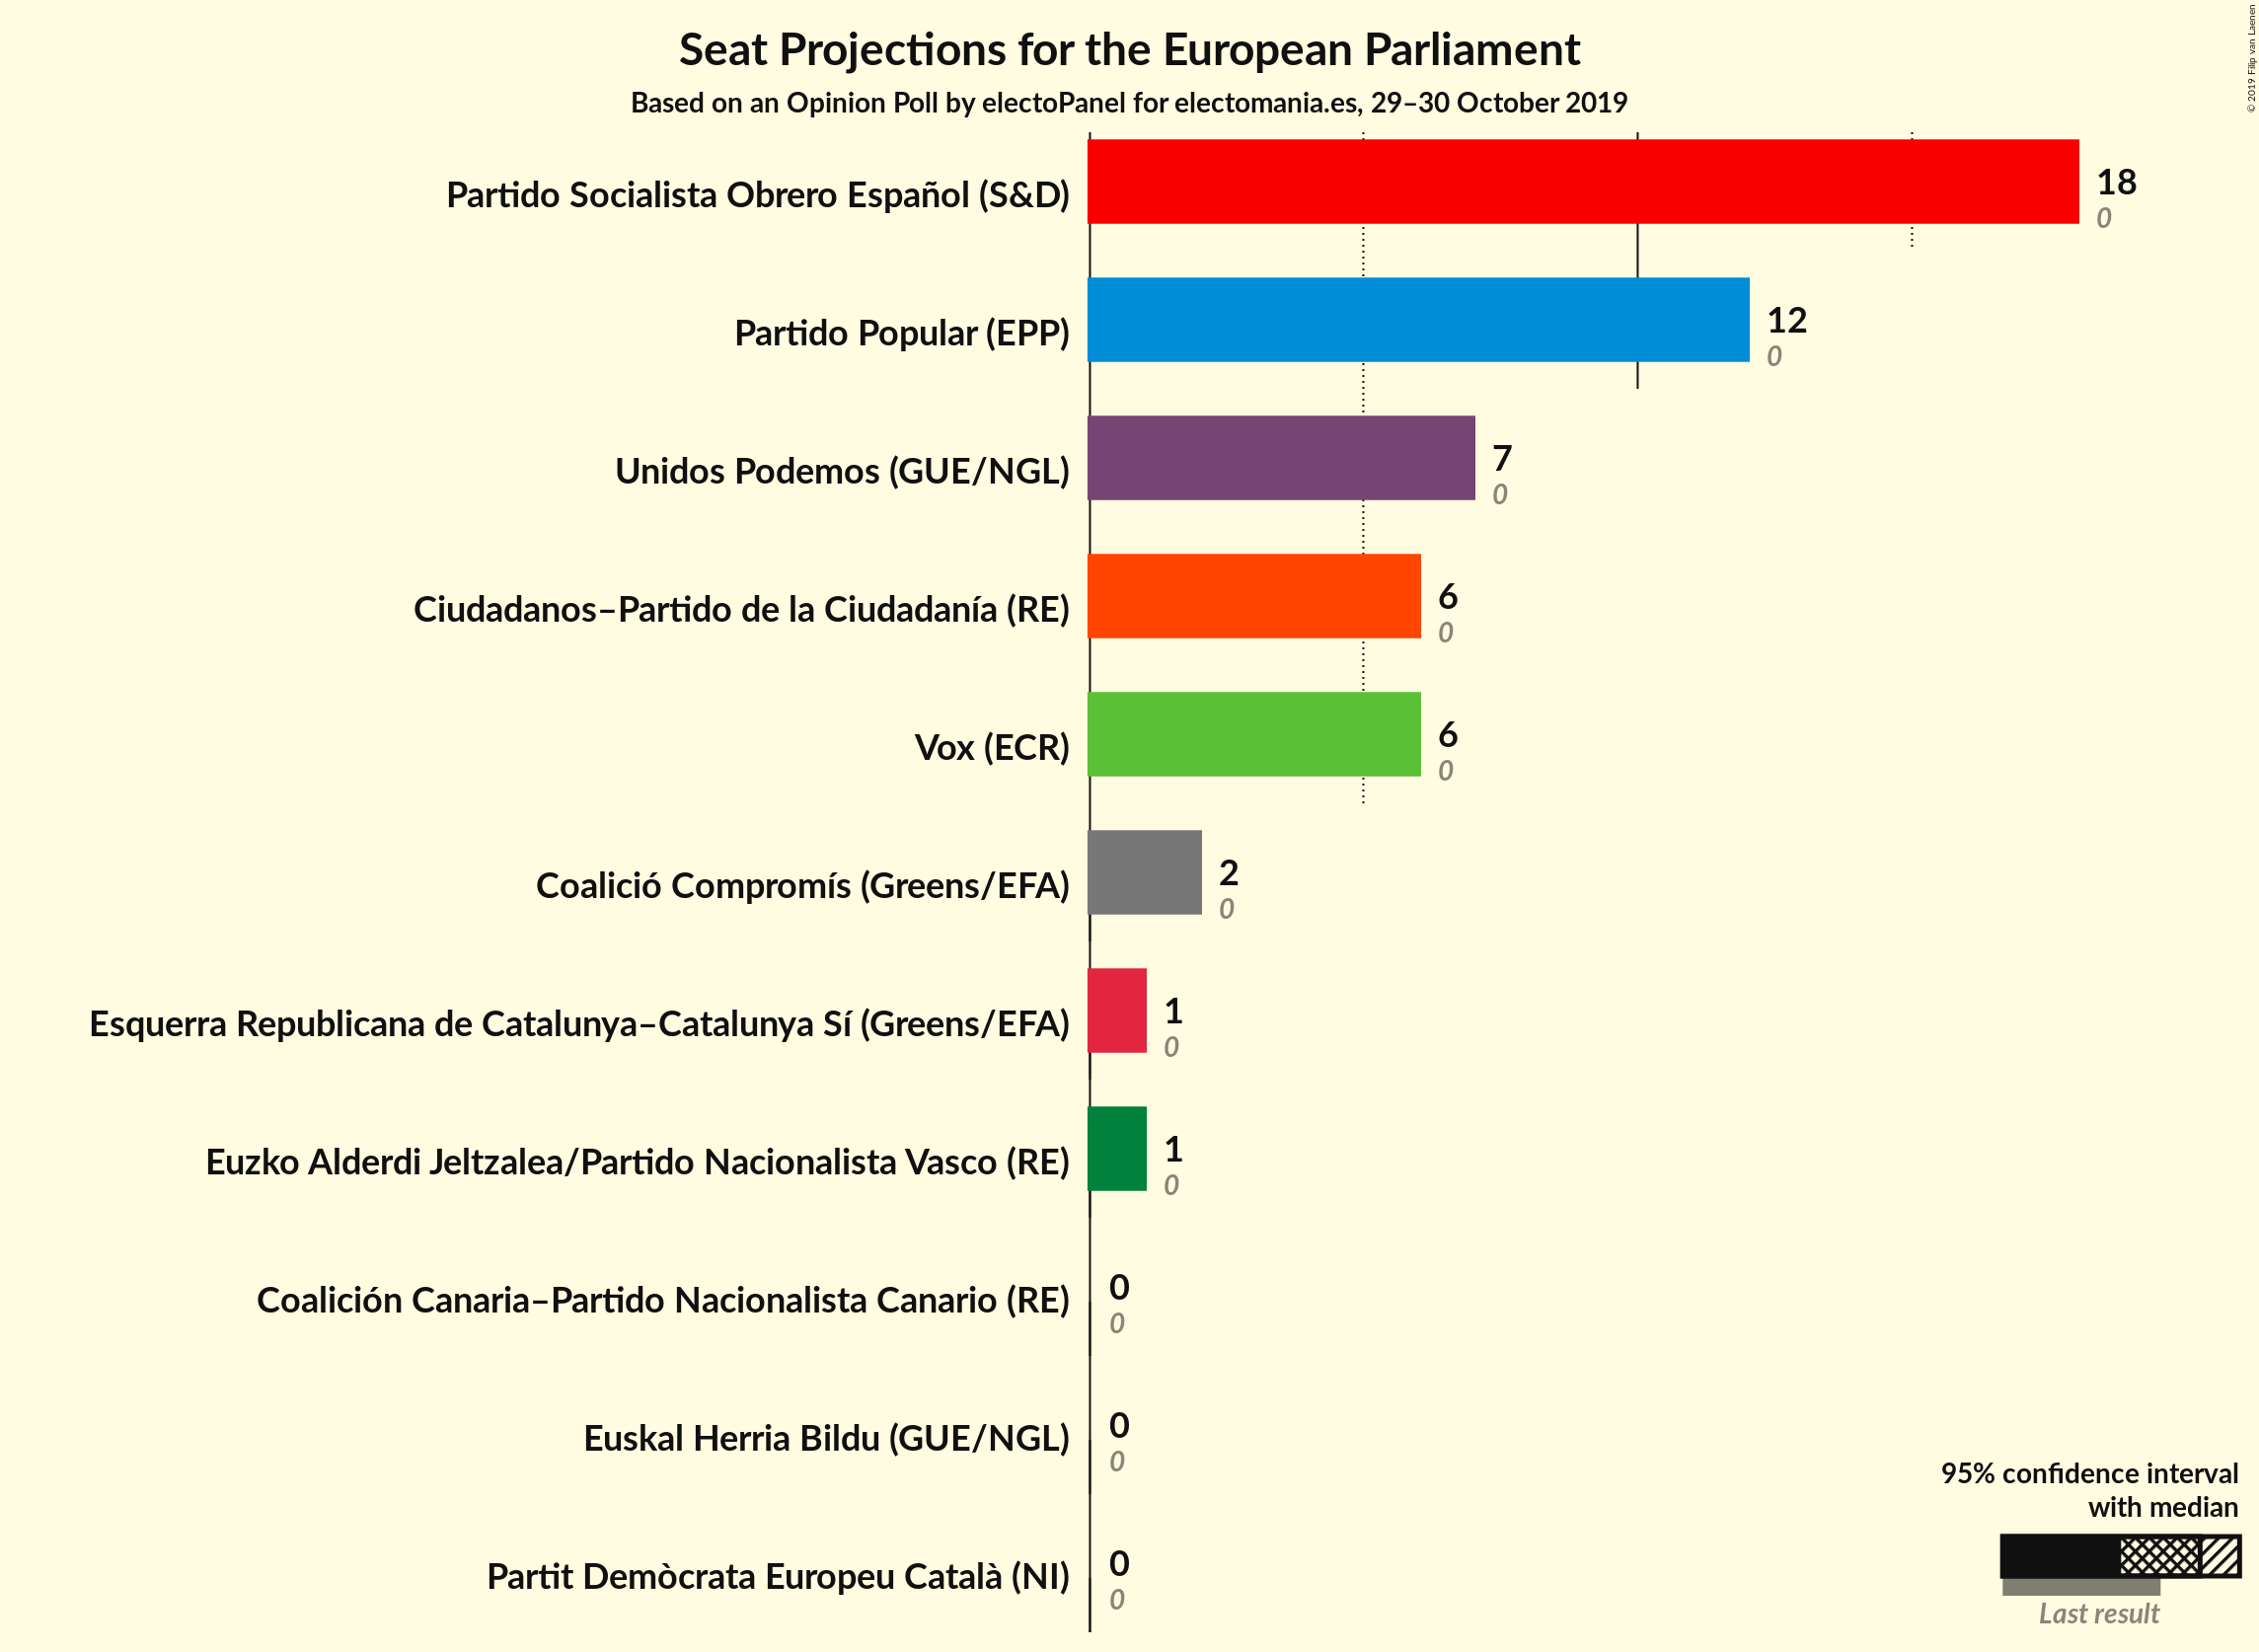 Seat Projections for the European Parliament
Based on an Opinion Poll by electoPanel for electomania.es, 29–30 October 2019
© 2019 Filip van Laenen
Partido Socialista Obrero Español (S&D)
18
0
Partido Popular (EPP)
12
0
Unidos Podemos (GUE/NGL)
7
0
Ciudadanos–Partido de la Ciudadanía (RE)
6
0
Vox (ECR)
6
0
Coalició Compromís (Greens/EFA)
2
0
Esquerra Republicana de Catalunya–Catalunya Sí (Greens/EFA)
1
0
Euzko Alderdi Jeltzalea/Partido Nacionalista Vasco (RE)
1
0
Coalición Canaria–Partido Nacionalista Canario (RE)
0
0
Euskal Herria Bildu (GUE/NGL)
0
0
Partit Demòcrata Europeu Català (NI)
0
0
95% confidence interval
with median
Last result